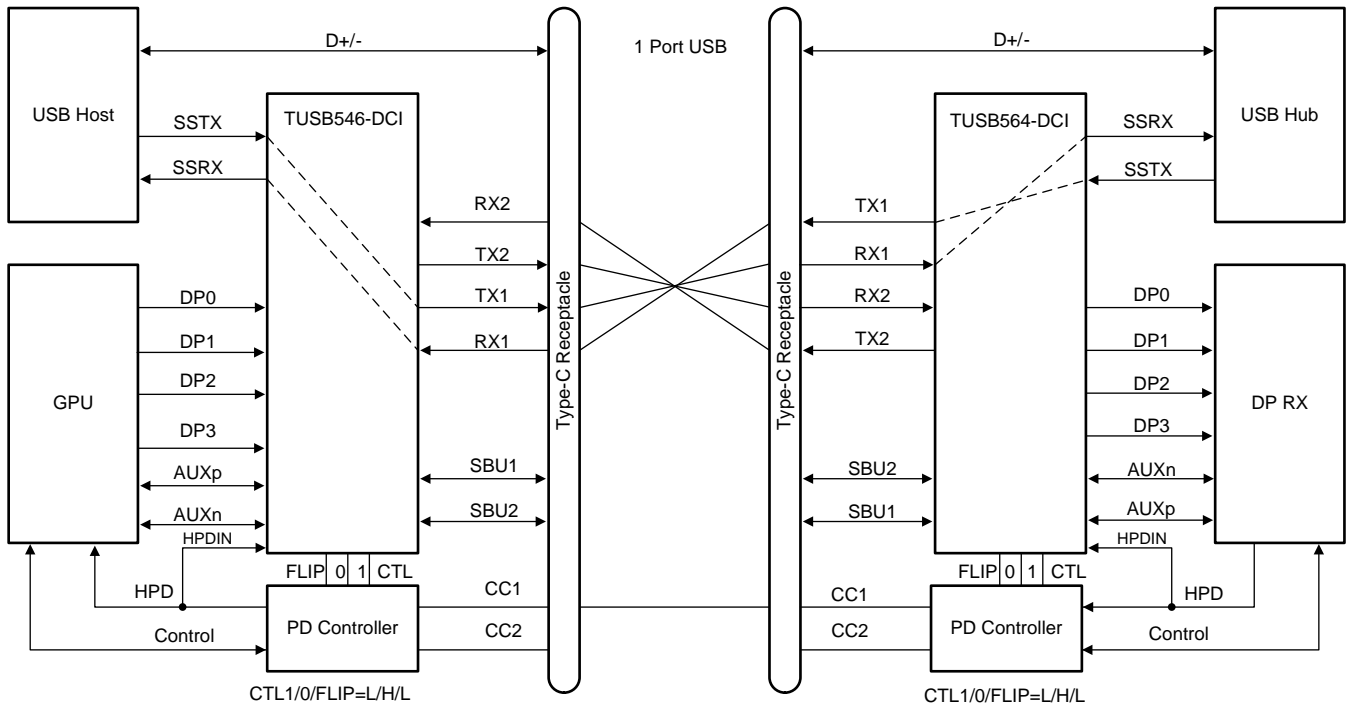 D+/-
1 Port USB
D+/-
USB Host
TUSB546-DCI
TUSB564-DCI
USB Hub
SSTX
SSRX
SSRX
SSTX
RX2
TX2
TX1
RX1
TX1
RX1
RX2
TX2
Type-C Receptacle
Type-C Receptacle
GPU
DP0
DP1
DP2
DP3
AUXp
AUXn
HPDIN
SBU1
SBU2
SBU2
SBU1
DP0
DP1
DP2
DP3
AUXn
AUXp
HPDIN
DP RX
FLIP 0 1 CTL
FLIP 0 1 CTL
HPD
Control
PD Controller
CC1
CC2
CC1
CC2
PD Controller
HPD
Control
CTL1/0/FLIP=L/H/L
CTL1/0/FLIP=L/H/L